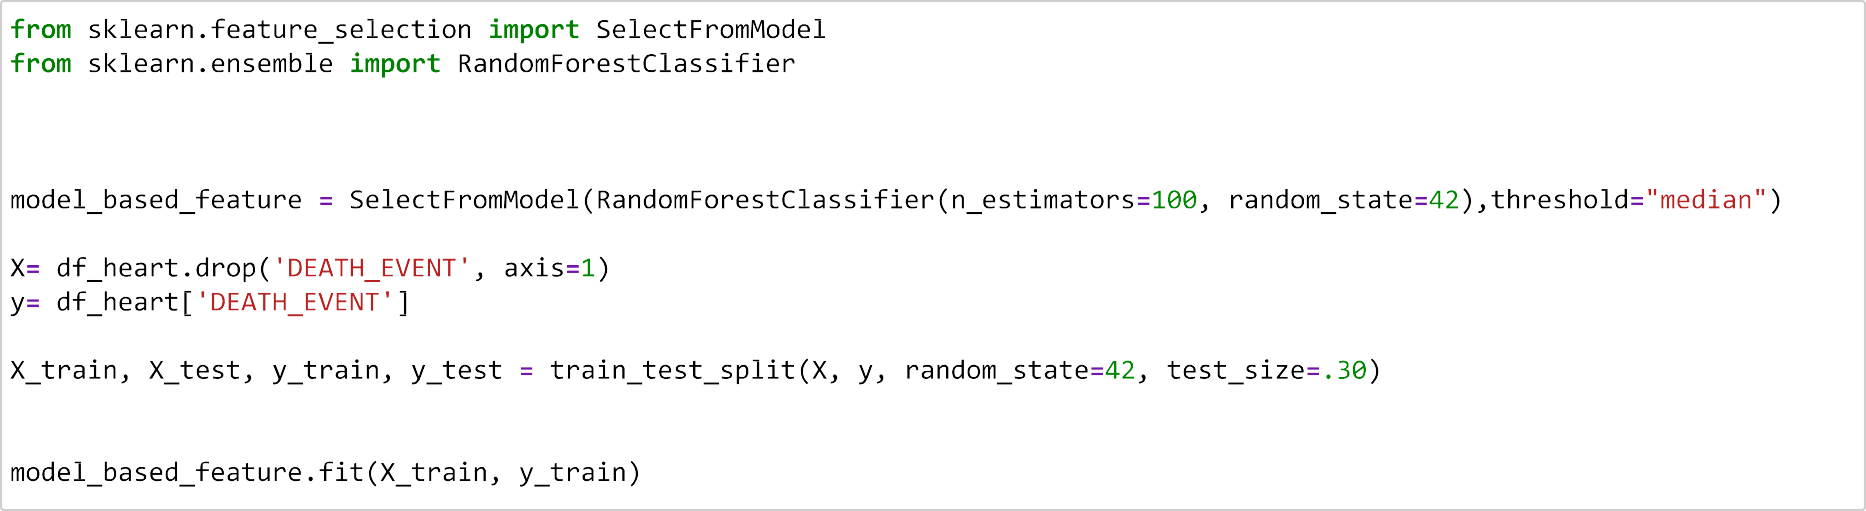 from sklearn.feature_selection import SelectFromModel
from sklearn.ensemble import RandomForestClassifier
model_based_feature = SelectFromModel(RandomForestClassifier(n_estimators=100, random_state=42),threshold="median")
X= df_heart.drop('DEATH_EVENT', axis=1)
y= df_heart['DEATH_EVENT']
X_train, X_test, y_train, y_test = train_test_split(X, y, random_state=42, test_size=.30)
model_based_feature.fit(X_train, y_train)